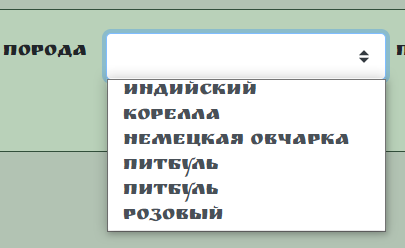 ПОРОДА
ИНДИЙСКИЙ
КОРЕЛЛА
НЕМЕЦКАЯ ОВЧАРКА
ПИТБУЛЬ
ПИТБУЛЬ
РОЗОВЫЙ